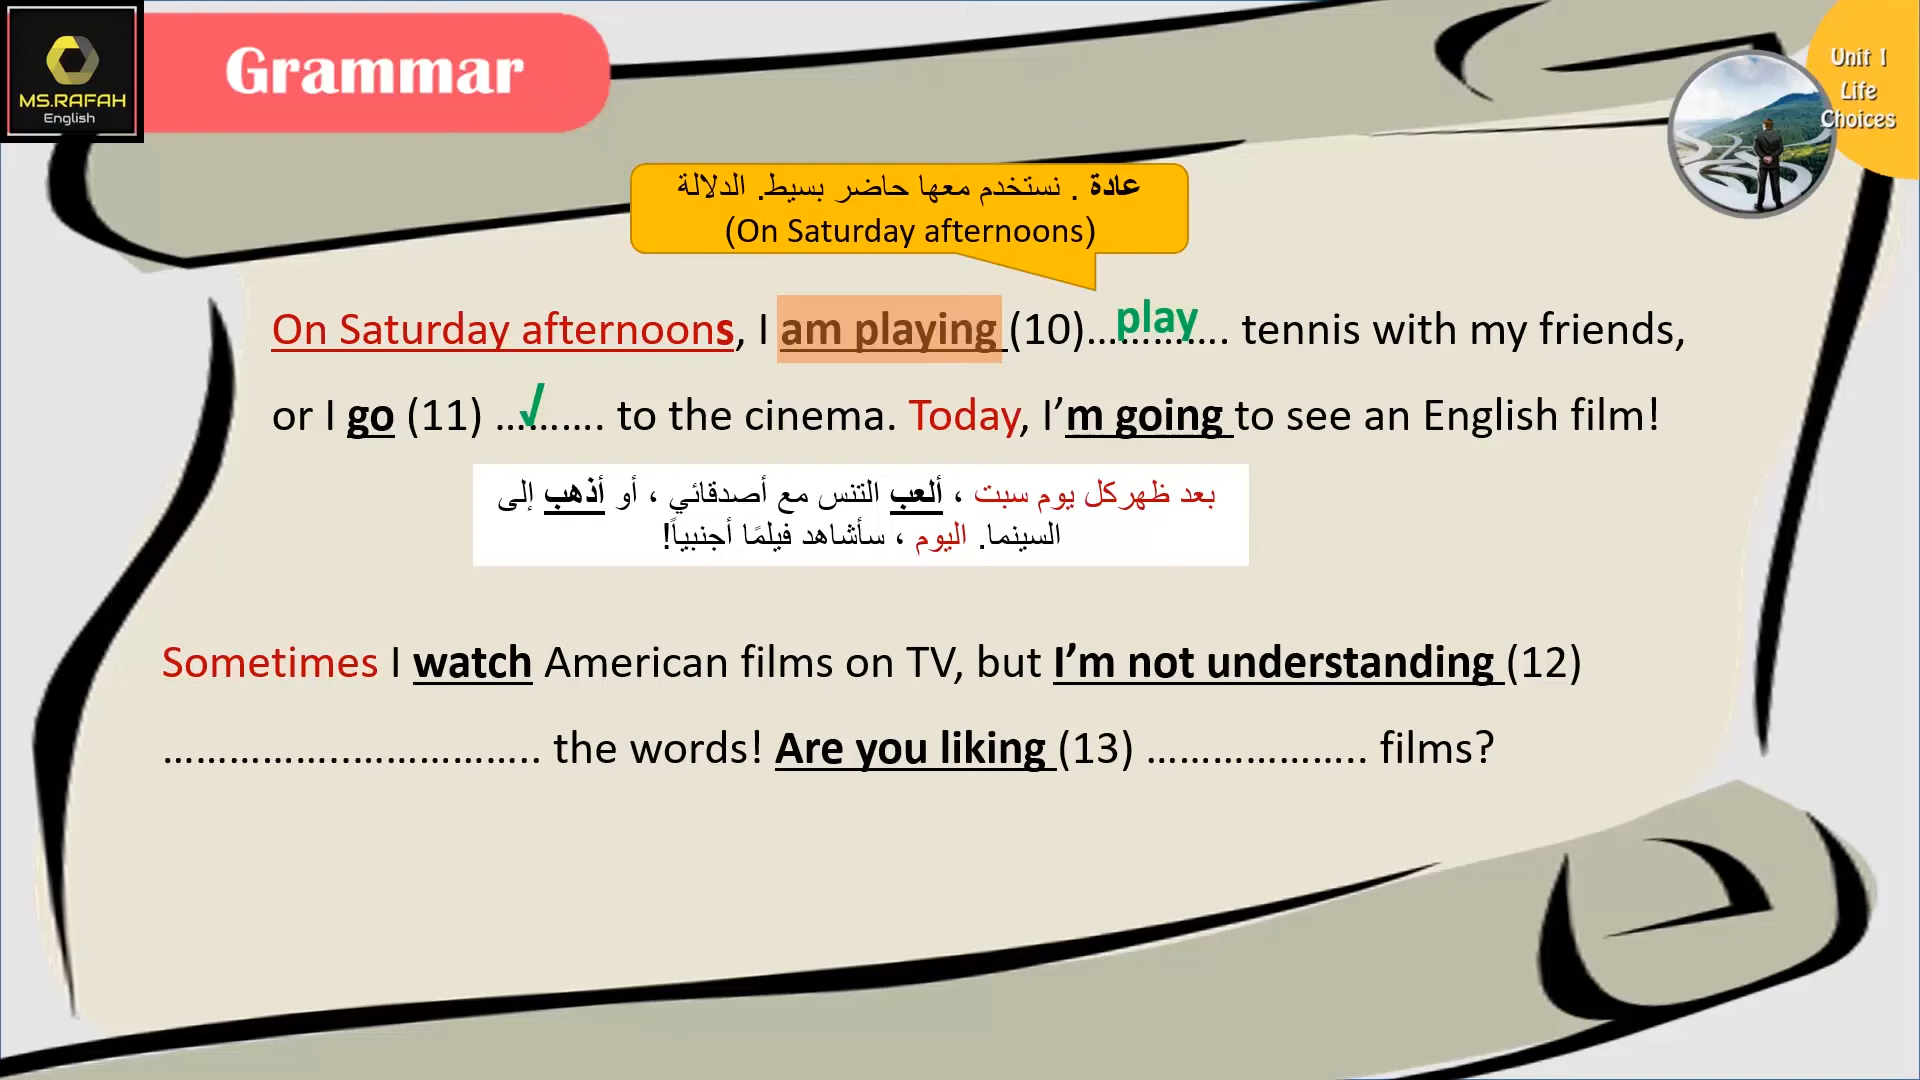 MS.RAFAH
English
Grammar
Unit 1
Life
Choices
عادة . نستخدم معها حاضر بسيط. الدلالة
(On Saturday afternoons)
On Saturday afternoons, I am playing (10)…play………. tennis with my friends,
or I go (11) …√……. to the cinema. Today, I’m going to see an English film!
بعد ظهركل يوم سبت ، ألعب التنس مع أصدقائي ، أو أذهب إلى
السينما. اليوم ، سأشاهد فيلمًا أجنبياً!
Sometimes I watch American films on TV, but I’m not understanding (12)
……………..…………….. the words! Are you liking (13) ……………….. films?